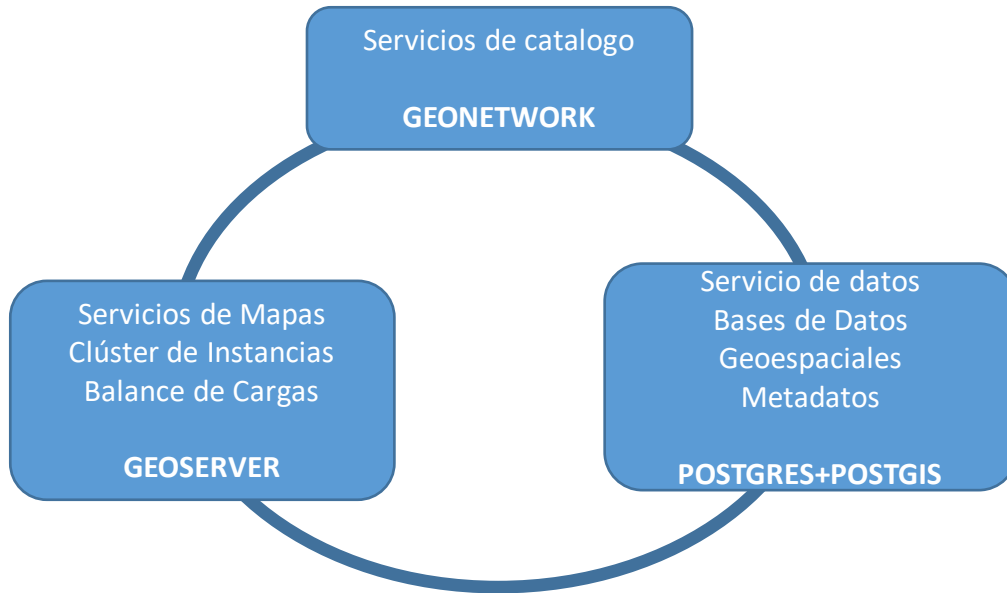 Servicios de catalogo
GEONETWORK
Servicios de Mapas
Clúster de Instancias
Balance de Cargas
GEOSERVER
Servicio de datos
Bases de Datos
Geoespaciales
Metadatos
POSTGRES+POSTGIS